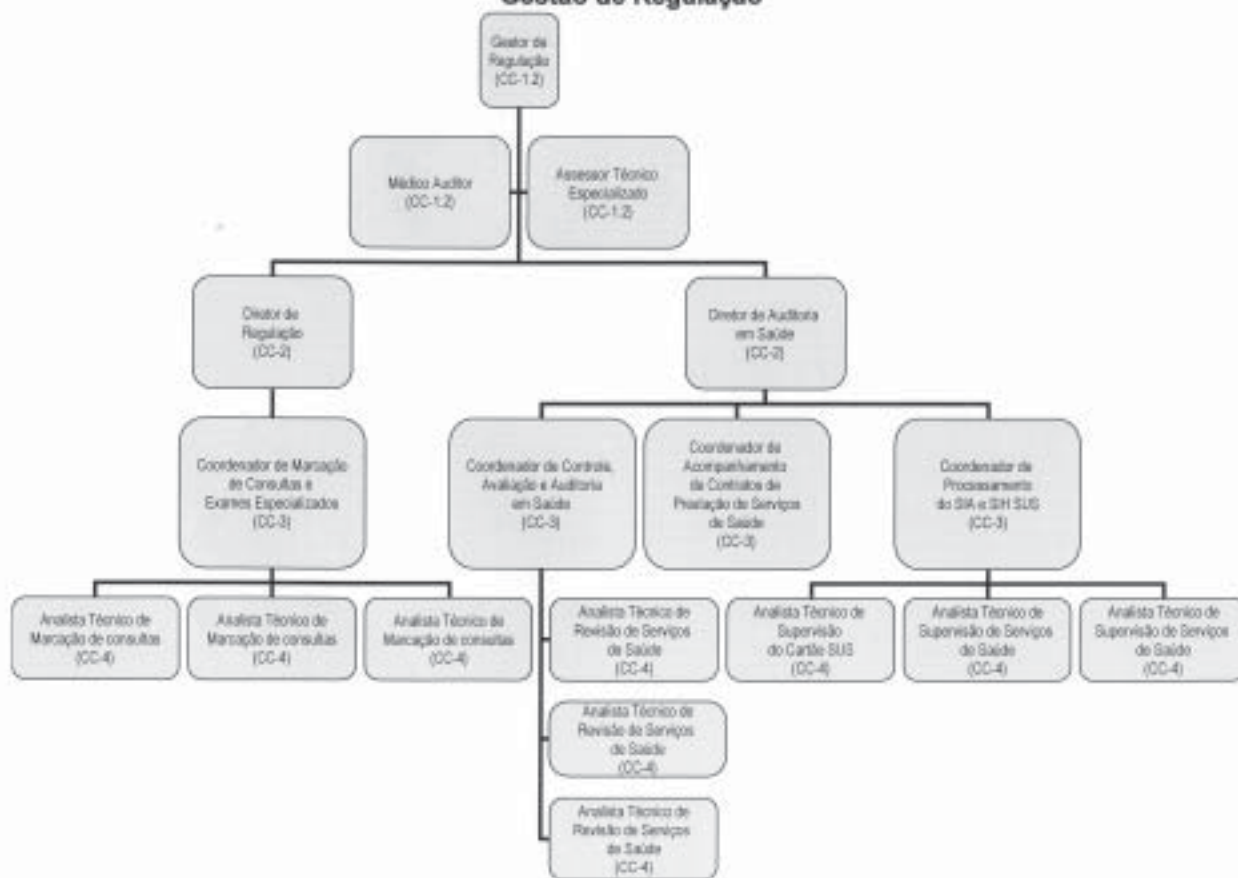 Gestão de Regulação
Gestor de
Regulação
(CC-1.2)
Médico Auditor
(CC-1.2)
Assessor Técnico
Especializado
(CC-1.2)
Diretor de
Regulação
(CC-2)
Diretor de Auditoria
em Saúde
(CC-2)
Coordenador de Marcação
de Consultas e
Exames Especializados
(CC-3)
Coordenador de Controle,
Avaliação e Auditoria
em Saúde
(CC-3)
Coordenador de
Acompanhamento
de Contratos de
Prestação de Serviços
de Saúde
(CC-3)
Coordenador de
Processamento
do SIA e SIH SUS
(CC-3)
Analista Técnico de
Marcação de consultas
(CC-4)
Analista Técnico de
Marcação de consultas
(CC-4)
Analista Técnico de
Marcação de consultas
(CC-4)
Analista Técnico de
Revisão de Serviços
de Saúde
(CC-4)
Analista Técnico de
Supervisão
do Cartão SUS
(CC-4)
Analista Técnico de
Supervisão de Serviços
de Saúde
(CC-4)
Analista Técnico de
Supervisão de Serviços
de Saúde
(CC-4)
Analista Técnico de
Revisão de Serviços
de Saúde
(CC-4)
Analista Técnico de
Revisão de Serviços
de Saúde
(CC-4)